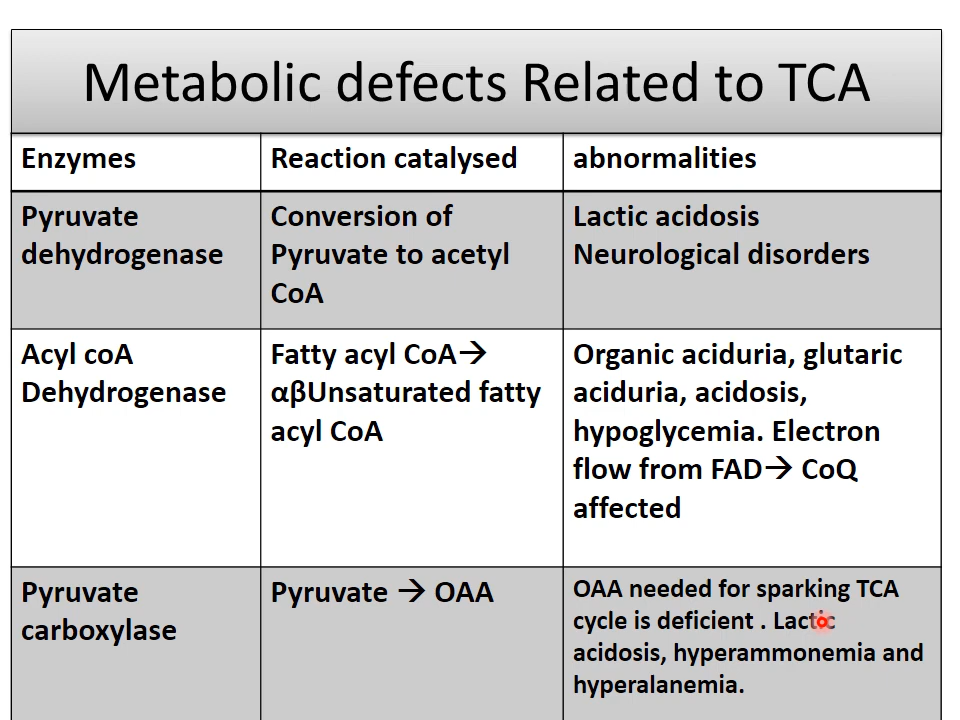 Metabolic defects Related to TCA
Enzymes
Reaction catalysed
abnormalities
Pyruvate
dehydrogenase
Conversion of
Pyruvate to acetyl
CoA
Lactic acidosis
Neurological disorders
Acyl coA
Dehydrogenase
Fatty acyl CoA→
αβUnsaturated fatty
acyl CoA
Organic aciduria, glutaric
aciduria, acidosis,
hypoglycemia. Electron
flow from FAD→ CoQ
affected
Pyruvate
carboxylase
Pyruvate → OAA
OAA needed for sparking TCA
cycle is deficient . Lactic
acidosis, hyperammonemia and
hyperalanemia.